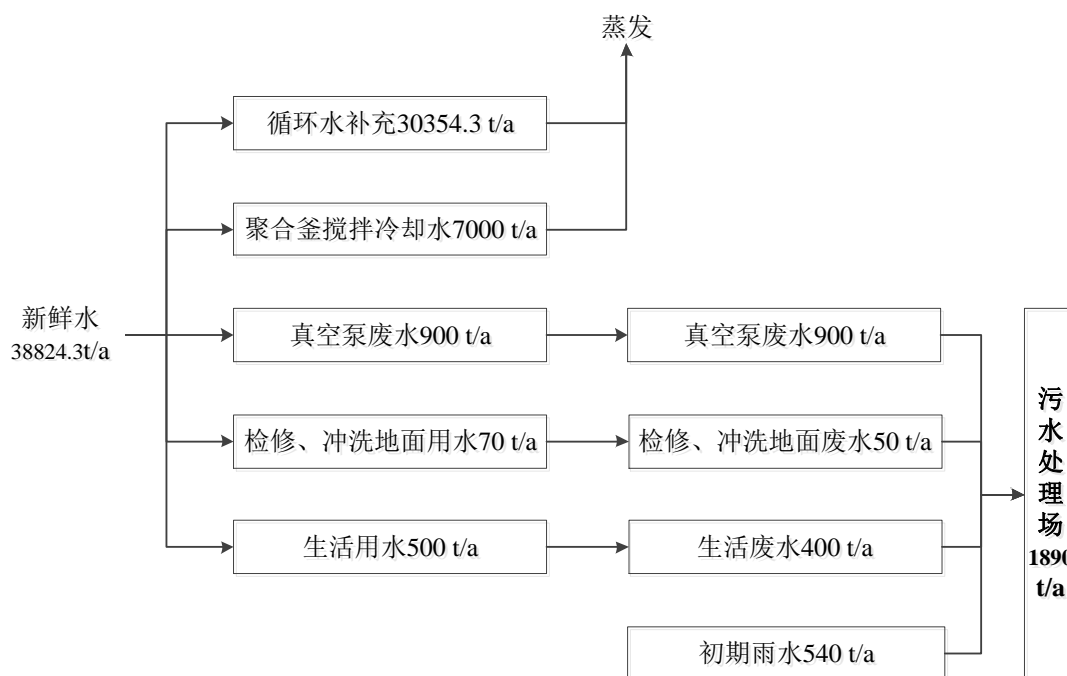 蒸发
循环水补充30354.3 t/a
聚合釜搅拌冷却水7000 t/a
新鲜水
38824.3t/a
真空泵废水900 t/a
真空泵废水900 t/a
检修、冲洗地面用水70 t/a
检修、冲洗地面废水50 t/a
生活用水500 t/a
生活废水400 t/a
初期雨水540 t/a
污
水
处
理
场
1890
t/a